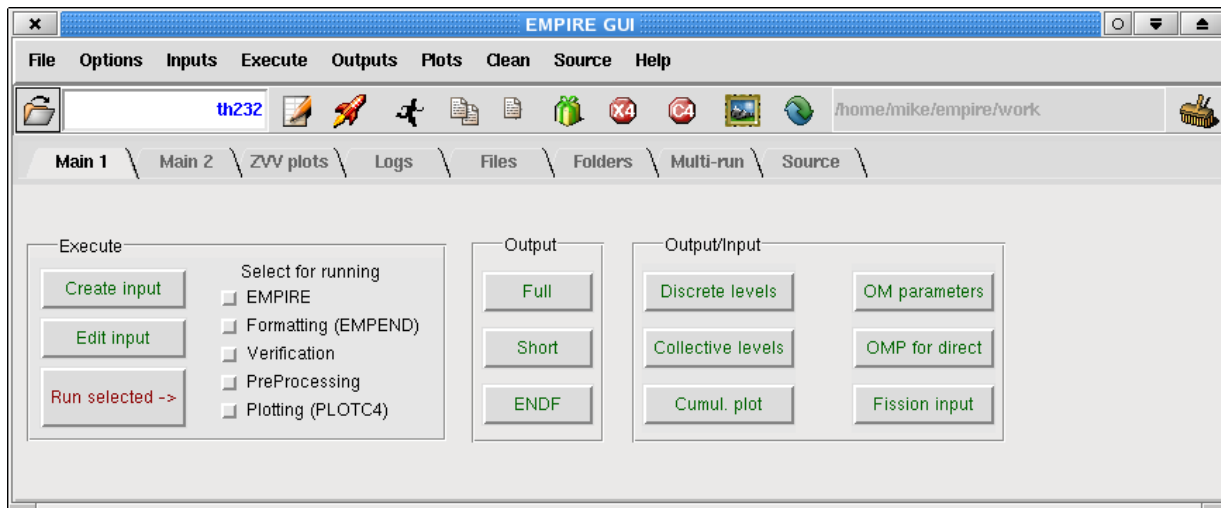 EMPIRE GUI
File Options Inputs Execute Outputs Plots Clean Source Help
th232 X4 C4 /home/mike/empire/work
Main 1 Main 2 ZVV plots Logs Files Folders Multi-run Source
Execute
Select for running
Create input
EMPIRE
Formatting (EMPEND)
Edit input
Verification
PreProcessing
Run selected ->
Plotting (PLOTC4)
Output
Full
Short
ENDF
Output/Input
Discrete levels OM parameters
Collective levels OMP for direct
Cumul. plot Fission input